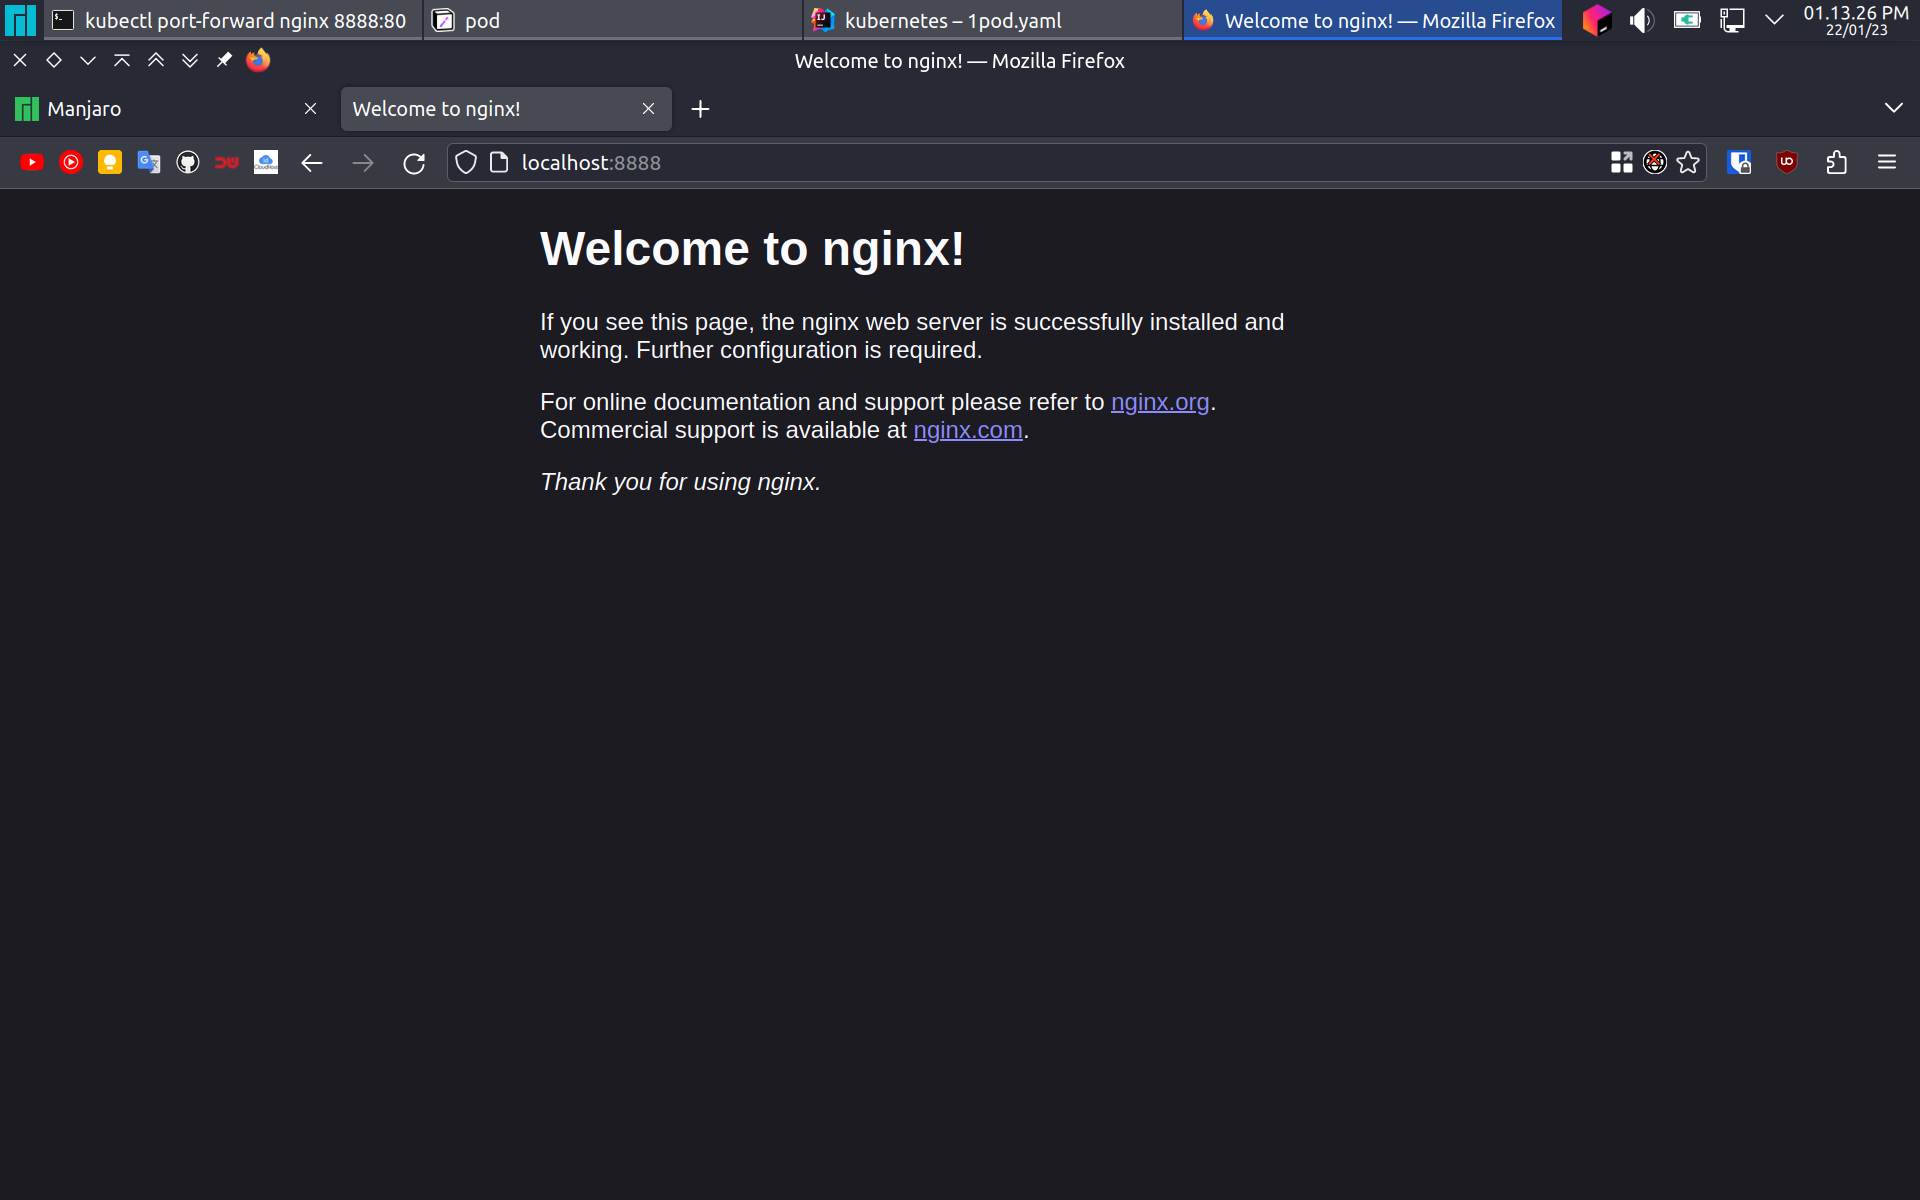 kubectl port-forward nginx 8888:80
pod
kubernetes – 1pod.yaml
Welcome to nginx! — Mozilla Firefox
01.13.26 PM
22/01/23
Welcome to nginx! — Mozilla Firefox
Manjaro
Welcome to nginx!
localhost:8888
Welcome to nginx!
If you see this page, the nginx web server is successfully installed and
working. Further configuration is required.
For online documentation and support please refer to nginx.org.
Commercial support is available at nginx.com.
Thank you for using nginx.